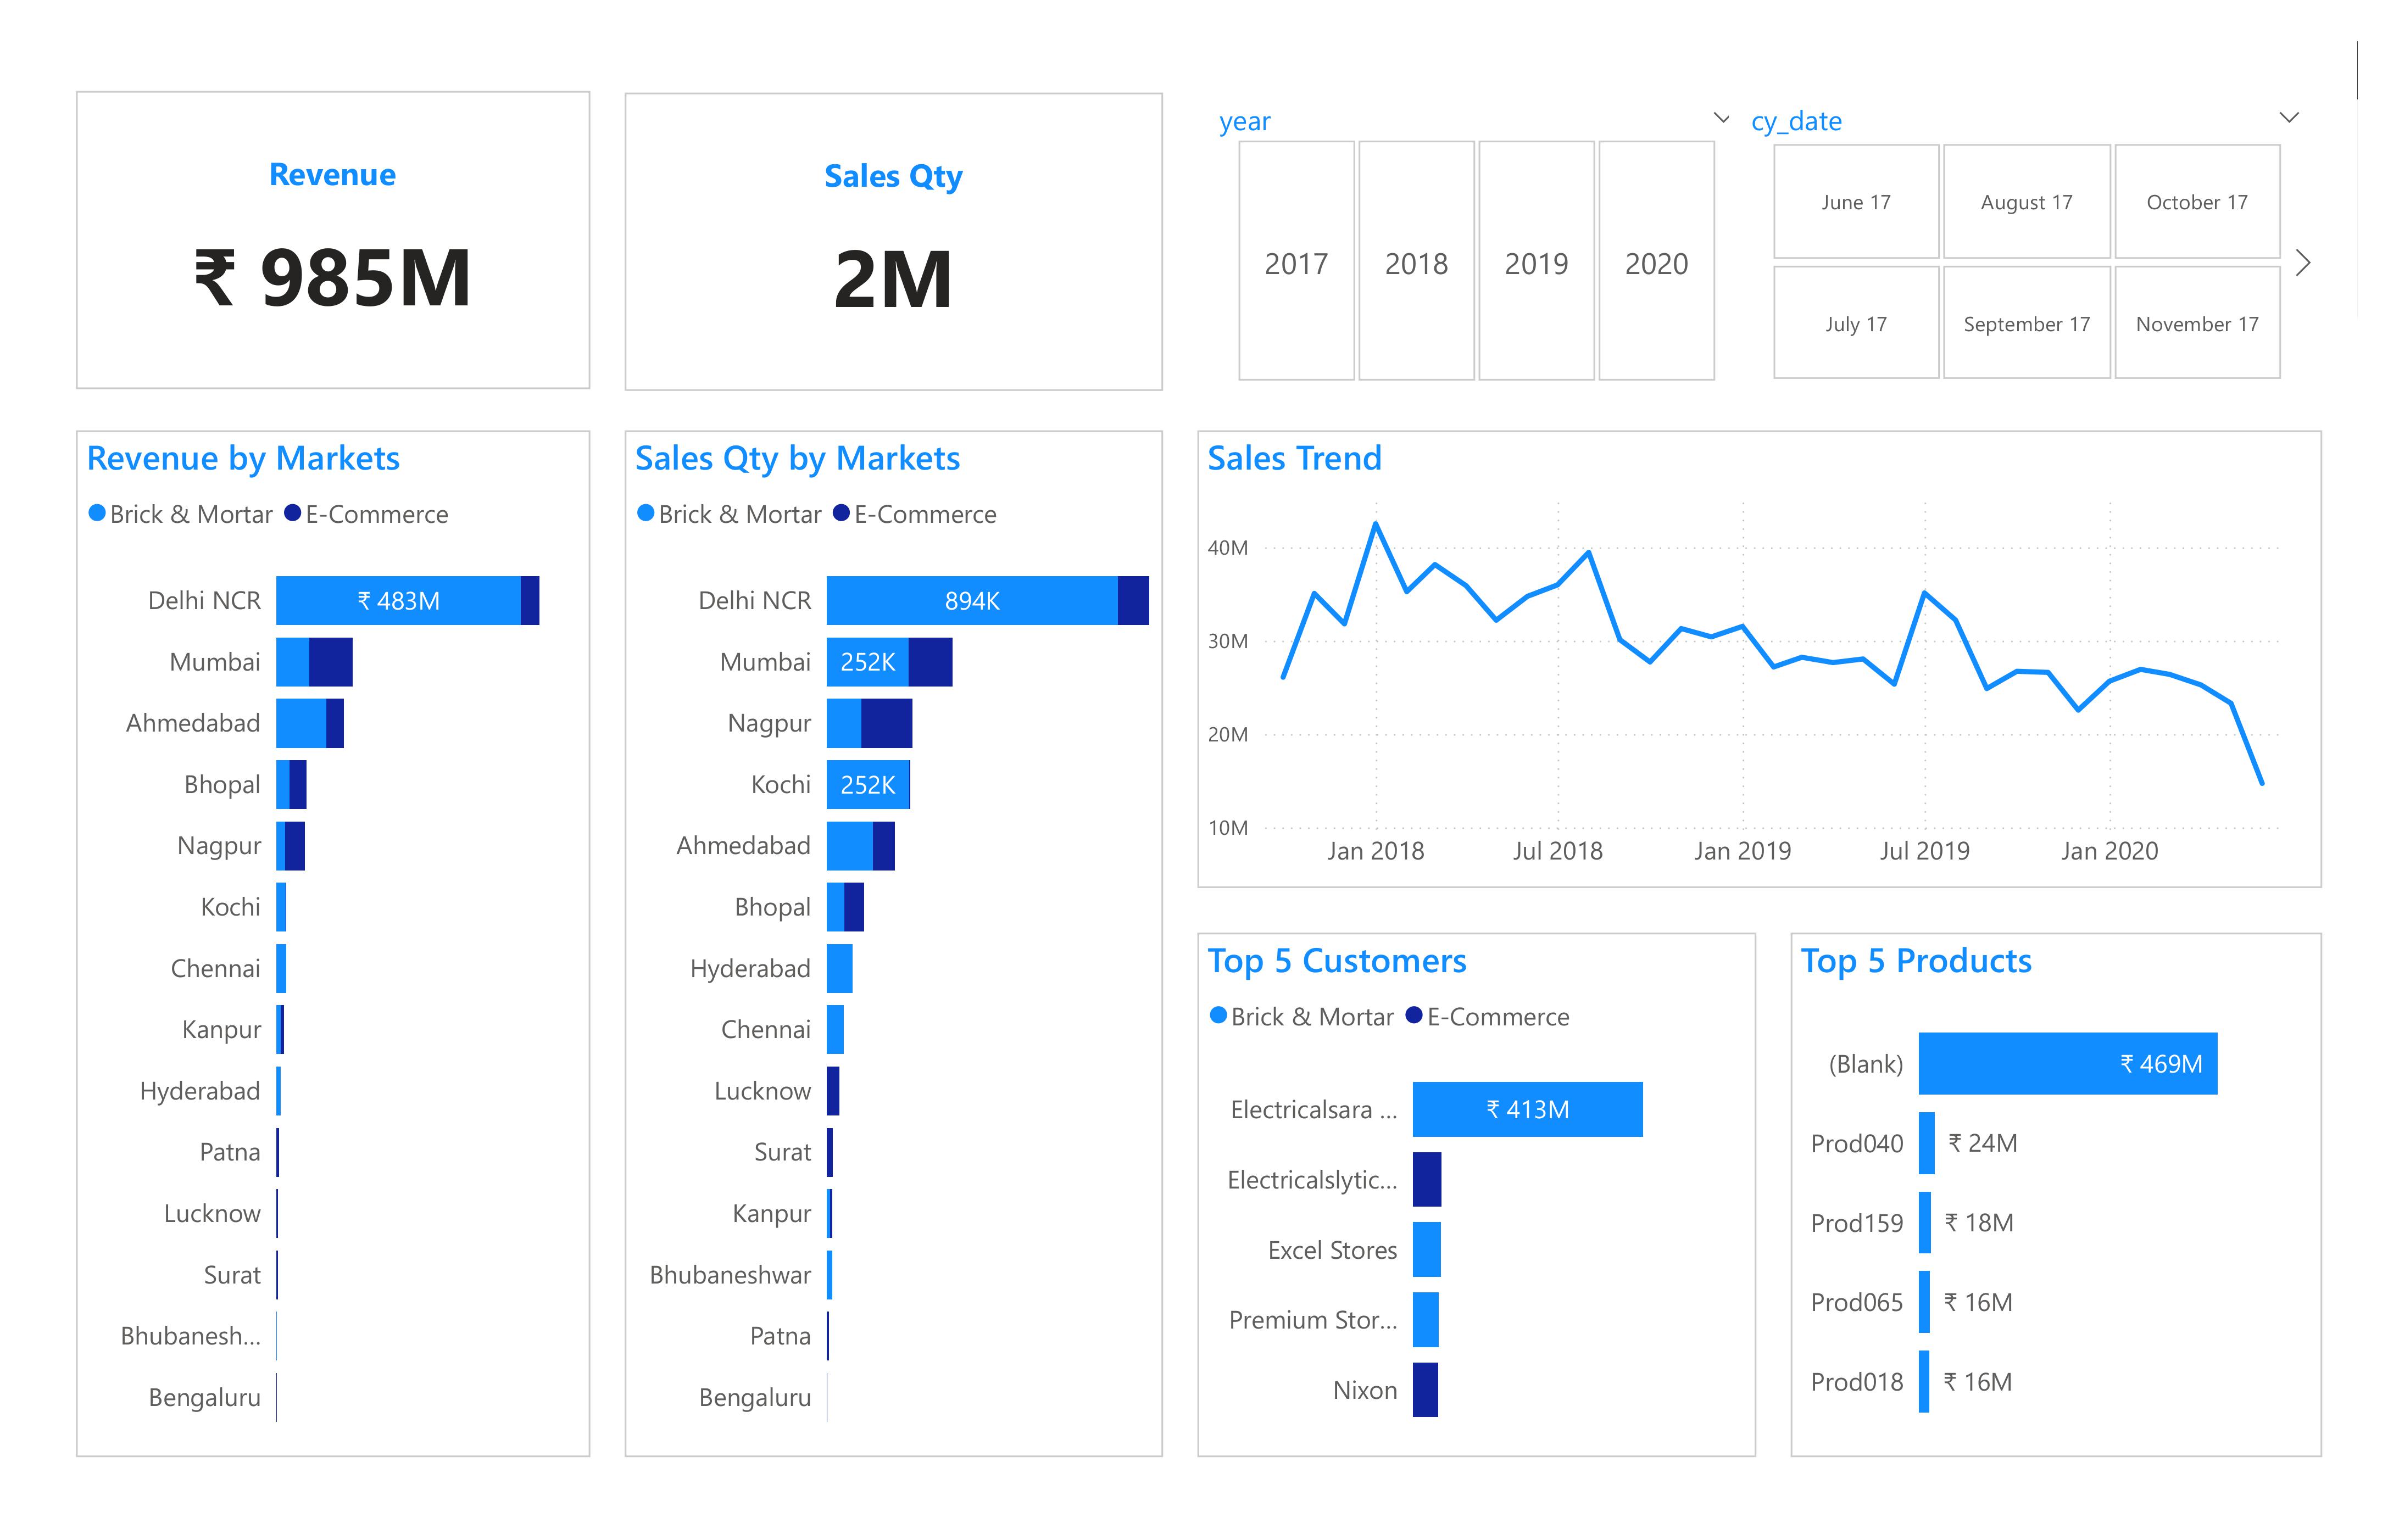 Revenue
₹ 985M
Sales Qty
2M
year
2017
2018
2019
2020
cy_date
June 17
August 17
October 17
July 17
September 17
November 17
Revenue by Markets
Brick & Mortar
E-Commerce
Delhi NCR
₹ 483M
Mumbai
Ahmedabad
Bhopal
Nagpur
Kochi
Chennai
Kanpur
Hyderabad
Patna
Lucknow
Surat
Bhubanesh...
Bengaluru
Sales Qty by Markets
Brick & Mortar
E-Commerce
Delhi NCR
894K
Mumbai
252K
Nagpur
Kochi
252K
Ahmedabad
Bhopal
Hyderabad
Chennai
Lucknow
Surat
Kanpur
Bhubaneshwar
Patna
Bengaluru
Sales Trend
40M
30M
20M
10M
Jan 2018
Jul 2018
Jan 2019
Jul 2019
Jan 2020
Top 5 Customers
Brick & Mortar
E-Commerce
Electricalsara ...
₹ 413M
Electricalslytic...
Excel Stores
Premium Stor...
Nixon
Top 5 Products
(Blank)
₹ 469M
Prod040
₹ 24M
Prod159
₹ 18M
Prod065
₹ 16M
Prod018
₹ 16M